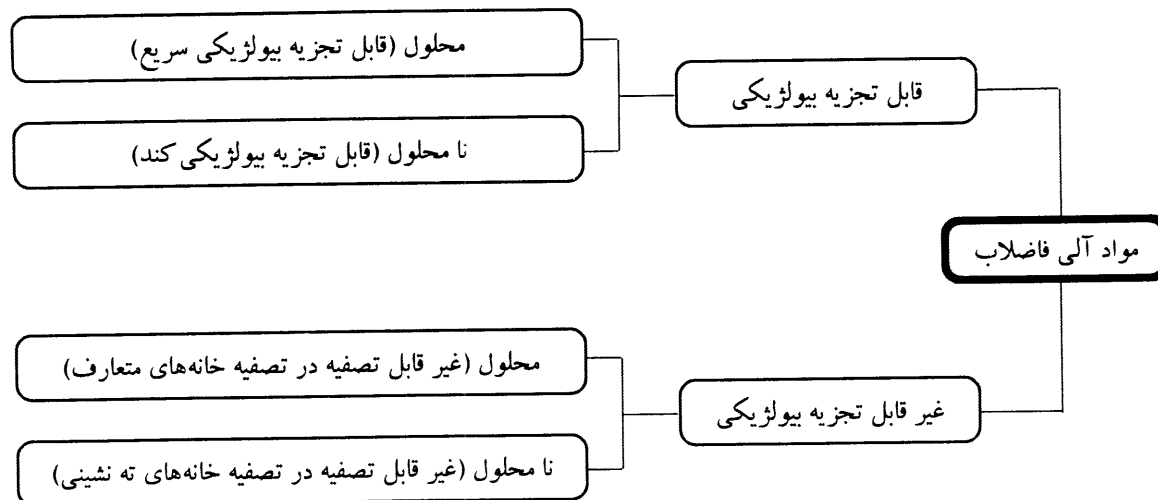 محلول (قابل تجزیه بیولژیکی سریع)
قابل تجزیه بیولژیکی
نا محلول (قابل تجزیه بیولژیکی کند)
مواد آلی فاضلاب
محلول (غیر قابل تصفیه در تصفیه خانه‌های متعارف)
غیر قابل تجزیه بیولژیکی
نا محلول (غیر قابل تصفیه در تصفیه خانه‌های ته نشینی)